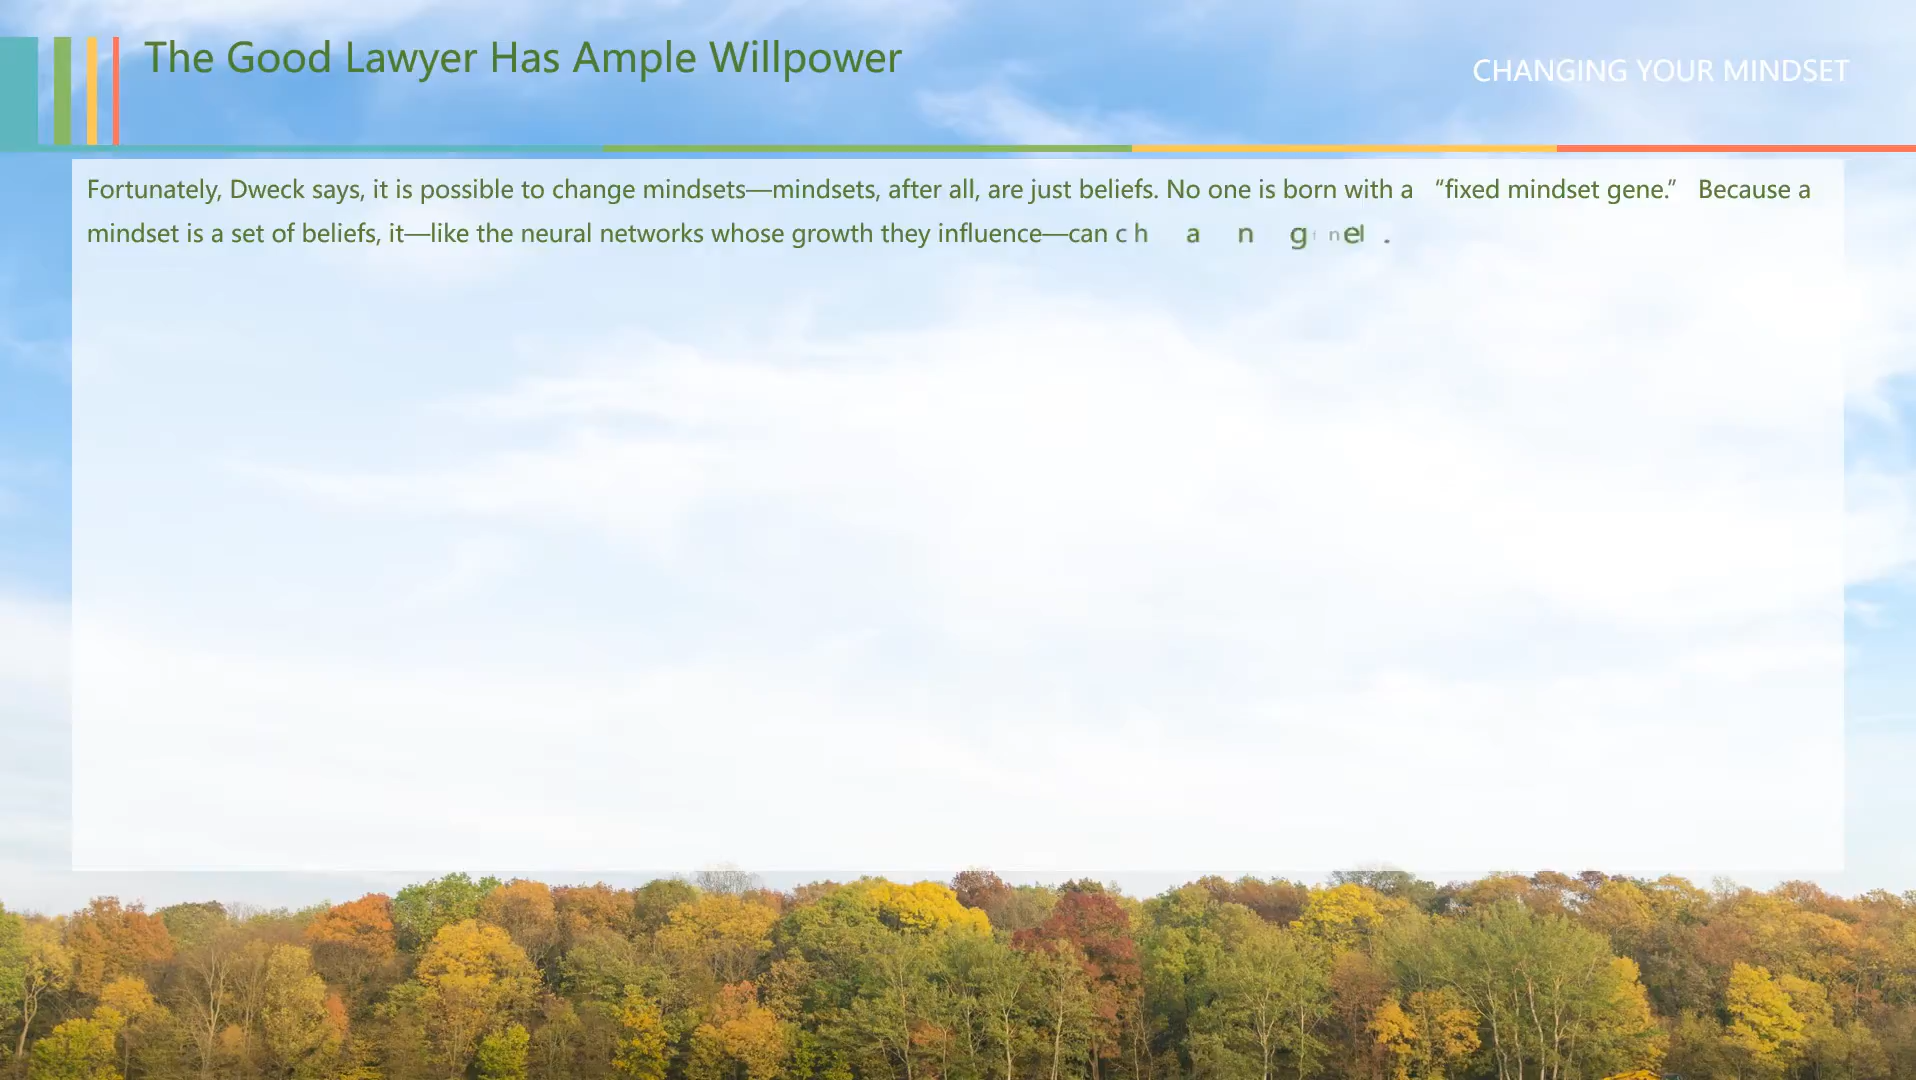 The Good Lawyer Has Ample Willpower
CHANGING YOUR MINDSET
Fortunately, Dweck says, it is possible to change mindsets—mindsets, after all, are just beliefs. No one is born with a “fixed mindset gene.” Because a
mindset is a set of beliefs, it—like the neural networks whose growth they influence—can